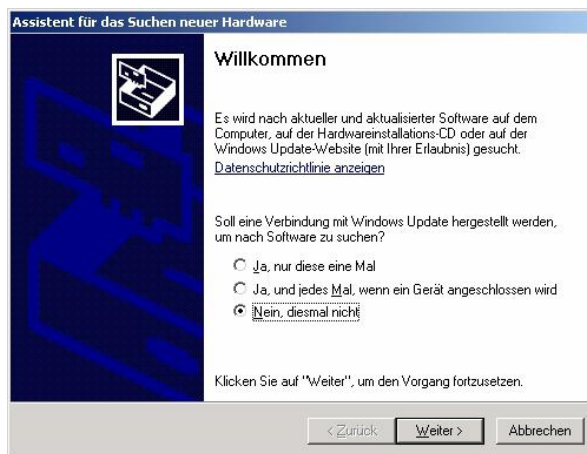 Assistent für das Suchen neuer Hardware
Willkommen
Es wird nach aktueller und aktualisierter Software auf dem
Computer, auf der Hardwareinstallations-CD oder auf der
Windows Update-Website (mit Ihrer Erlaubnis) gesucht.
Datenschutzrichtlinie anzeigen
Soll eine Verbindung mit Windows Update hergestellt werden,
um nach Software zu suchen?
Ja, nur diese eine Mal
Ja, und jedes Mal, wenn ein Gerät angeschlossen wird
Nein, diesmal nicht
Klicken Sie auf "Weiter", um den Vorgang fortzusetzen.
< Zurück Weiter > Abbrechen